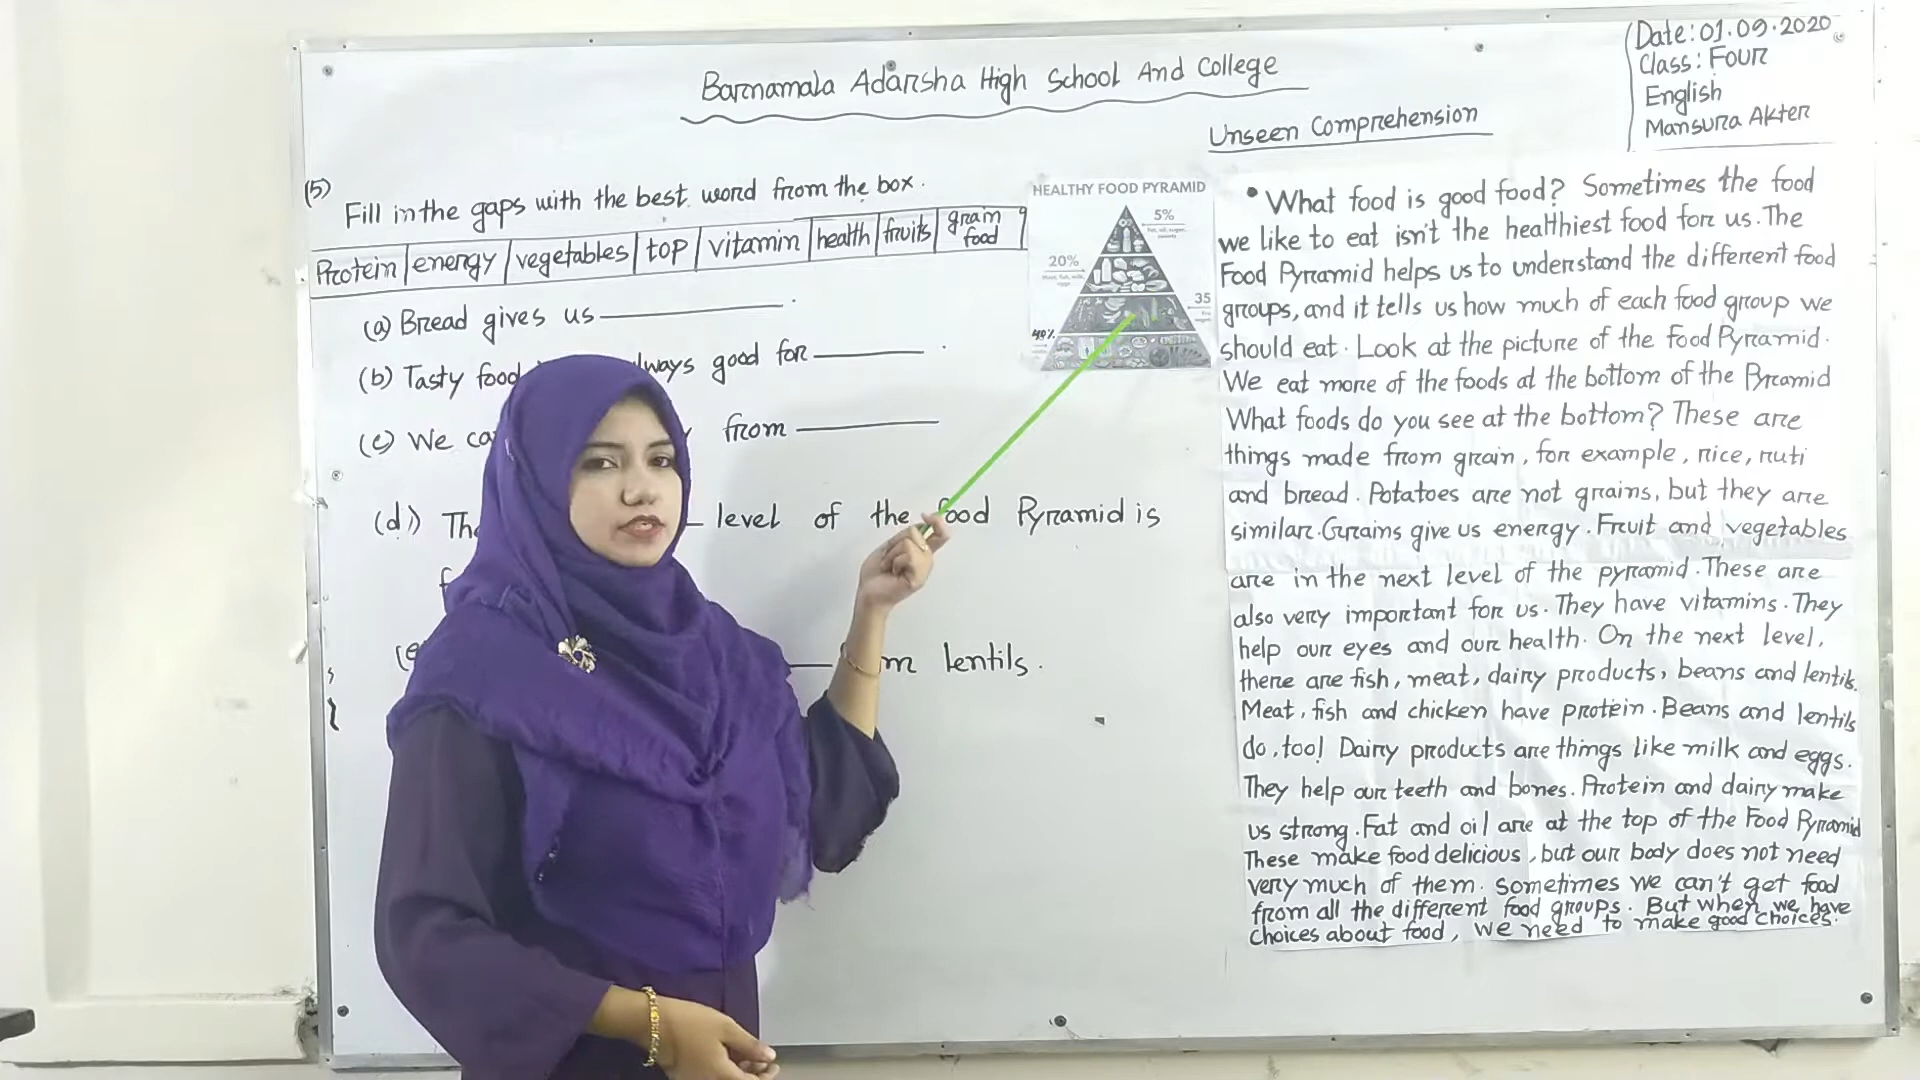 Barnamala Adarsha High School And College
Date: 01.09.2020
Class: Four
English
Mansura Akter
Unseen Comprehension
(5) Fill in the gaps with the best word from the box.
Protein energy vegetables top vitamin health fruits grain food
(a) Bread gives us
(b) Tasty food lways good for
(c) We ca from
(d) Th level of the food Pyramid is
(e m lentils.
HEALTHY FOOD PYRAMID
5%
20%
35
40%
• What food is good food? Sometimes the food
we like to eat isn't the healthiest food for us. The
Food Pyramid helps us to understand the different food
groups, and it tells us how much of each food group we
should eat. Look at the picture of the Food Pyramid.
We eat more of the foods at the bottom of the Pyramid
What foods do you see at the bottom? These are
things made from grain, for example, rice, ruti
and bread. Potatoes are not grains, but they are
similar. Grains give us energy. Fruit and vegetables
are in the next level of the pyramid. These are
also very important for us. They have vitamins. They
help our eyes and our health. On the next level,
there are fish, meat, dairy products, beans and lentils.
Meat, fish and chicken have protein. Beans and lentils
do, too! Dairy products are things like milk and eggs.
They help our teeth and bones. Protein and dairy make
us strong. Fat and oil are at the top of the Food Pyramid
These make food delicious, but our body does not need
very much of them. Sometimes we can't get food
from all the different food groups. But when we have
choices about food, we need to make good choices.